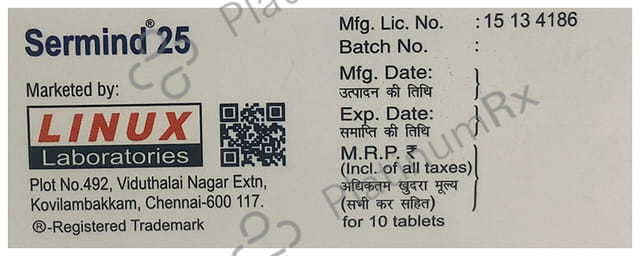 Sermind® 25
Marketed by:
LINUX
Laboratories
Plot No.492, Viduthalai Nagar Extn,
Kovilambakkam, Chennai-600 117.
®-Registered Trademark
Mfg. Lic. No. : 15 13 4186
Batch No. :
Mfg. Date:
उत्पादन की तिथि
Exp. Date:
समाप्ति की तिथि
M.R.P. ₹
(Incl. of all taxes)
अधिकतम खुदरा मूल्य
(सभी कर सहित)
for 10 tablets
PlatinumRx